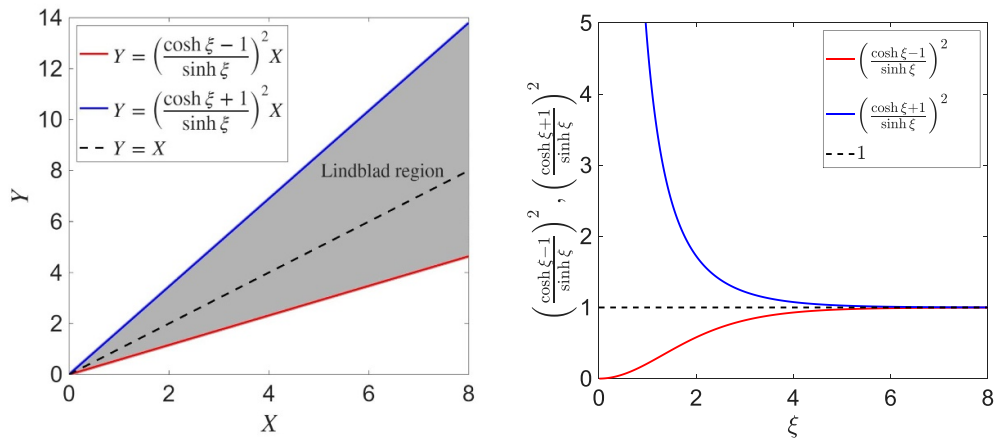 14
12
10
8
6
4
2
0
Y
Y = ((cosh ξ − 1)/(sinh ξ))² X
Y = ((cosh ξ + 1)/(sinh ξ))² X
Y = X
Lindblad region
0 2 4 6 8
X
5
4
3
2
1
0
((cosh ξ−1)/(sinh ξ))², ((cosh ξ+1)/(sinh ξ))²
((cosh ξ−1)/(sinh ξ))²
((cosh ξ+1)/(sinh ξ))²
1
0 2 4 6 8
ξ